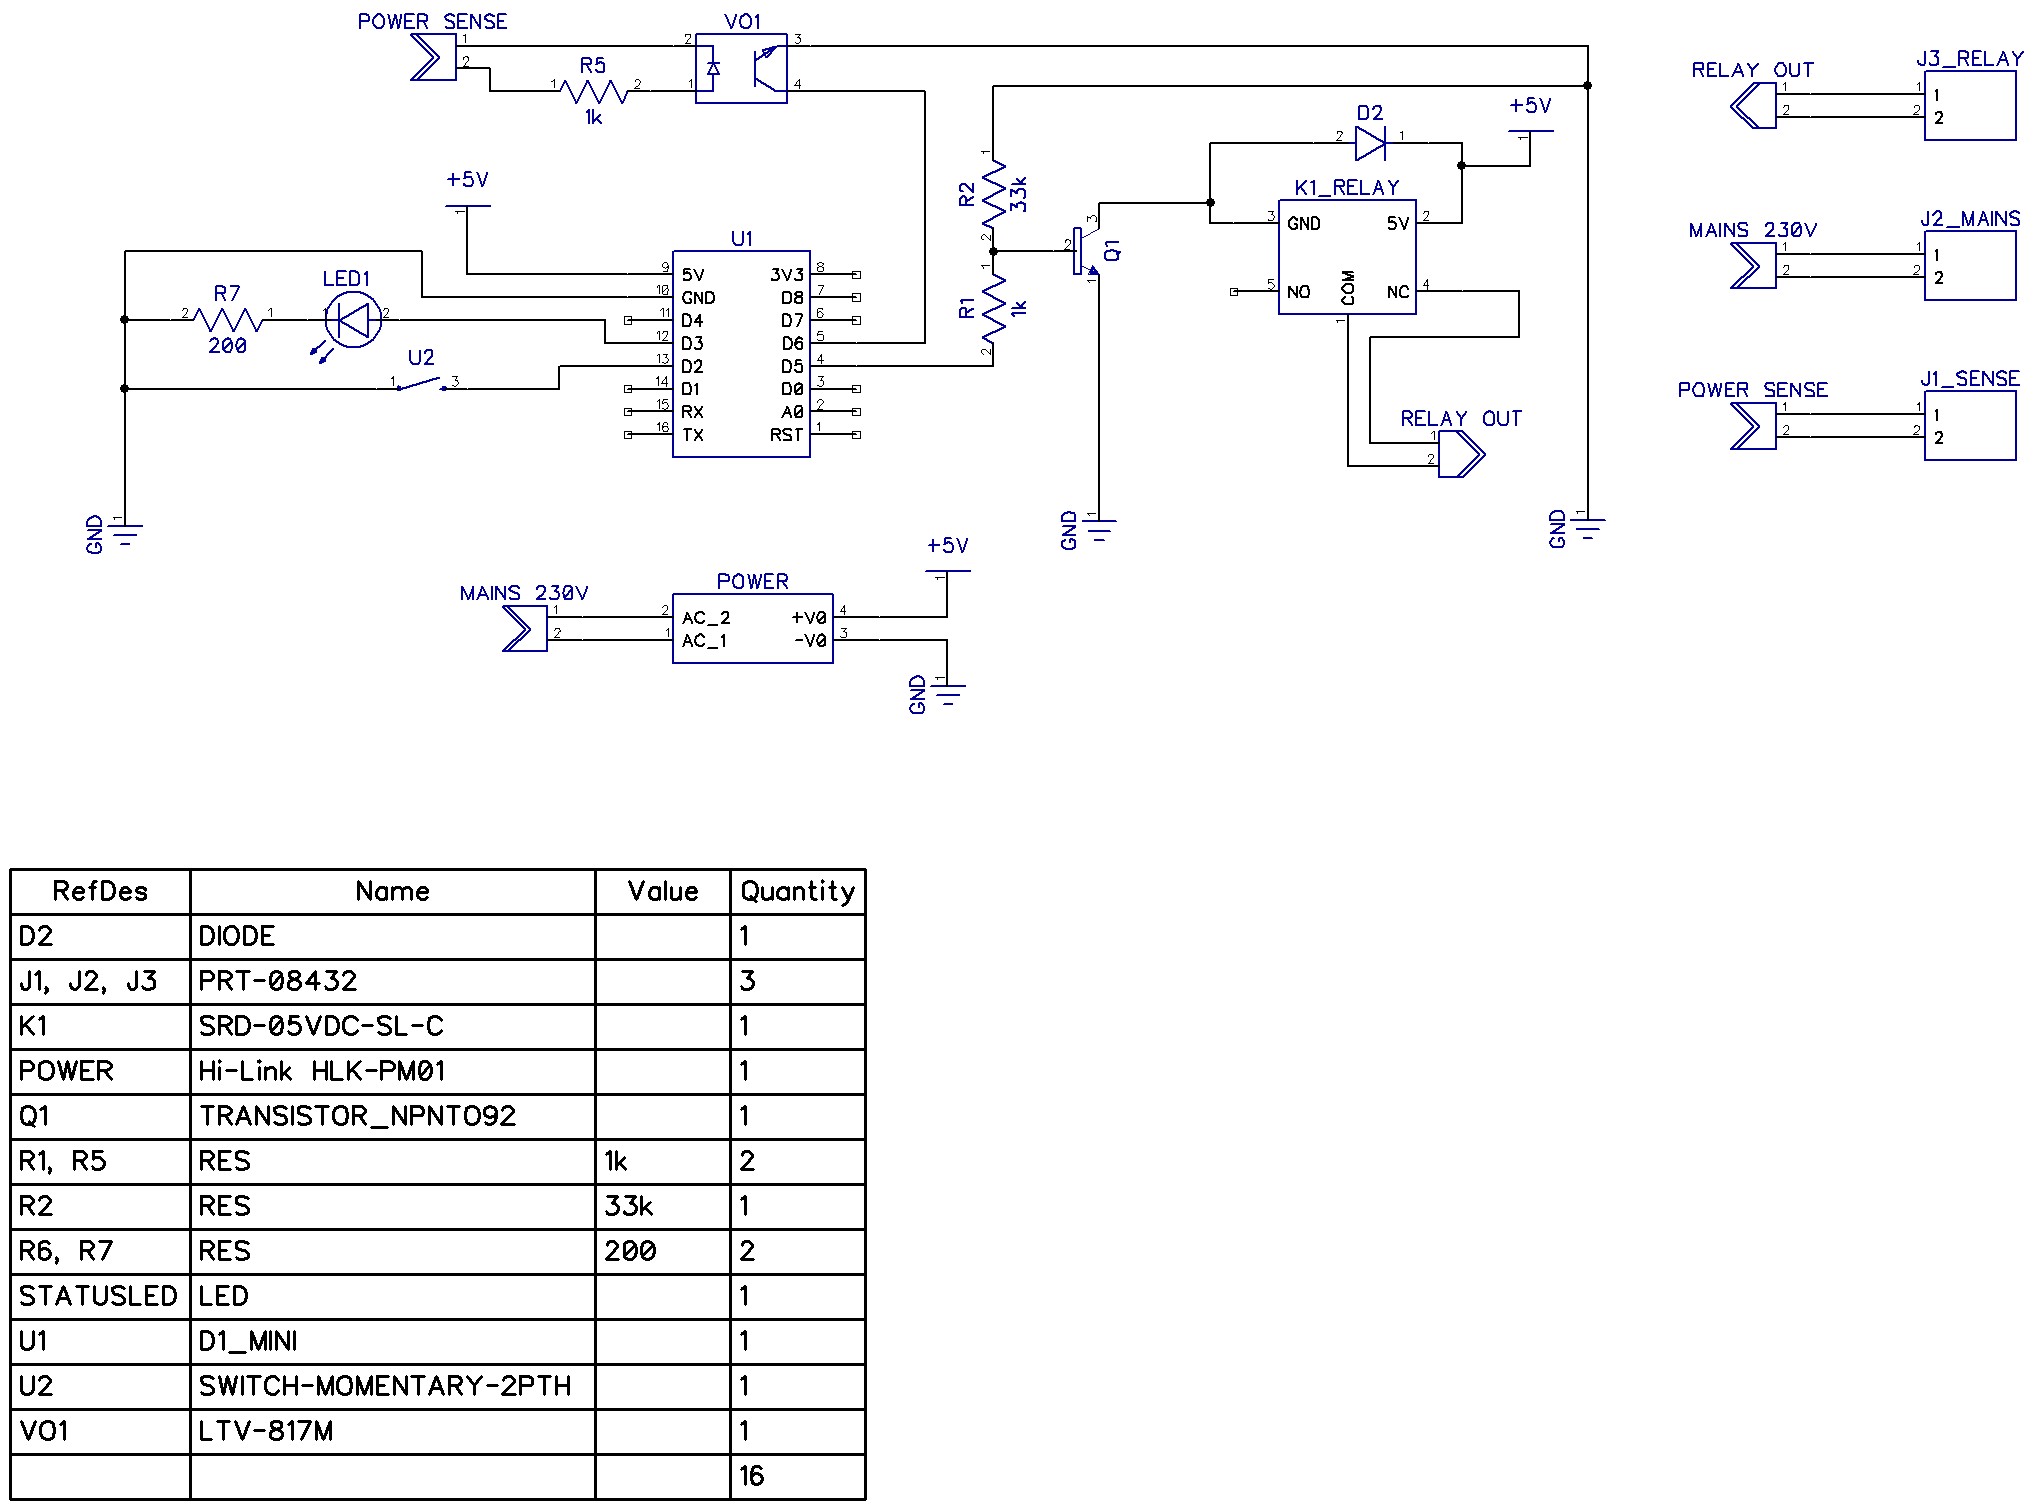 POWER SENSE
1
2
R5
1 2
1k
VO1
2 3
1 4
+5V
1
U1
9 5V 3V3 8
10 GND D8 7
11 D4 D7 6
12 D3 D6 5
13 D2 D5 4
14 D1 D0 3
15 RX A0 2
16 TX RST 1
R7
2 1
200
LED1
1 2
U2
1 3
GND 1
1
R2 33k
2
1
R1 1k
2
3
2
Q1
1
GND 1
D2
2 1
+5V
1
K1_RELAY
3 GND 5V 2
5 NO COM NC 4
1
RELAY OUT
1
2
GND 1
RELAY OUT
1 1 1
2 2 2
J3_RELAY
MAINS 230V
1 1 1
2 2 2
J2_MAINS
POWER SENSE
1 1 1
2 2 2
J1_SENSE
MAINS 230V
1
2
POWER
2 AC_2 +V0 4
1 AC_1 -V0 3
+5V
1
GND 1
RefDes Name Value Quantity
D2 DIODE 1
J1, J2, J3 PRT-08432 3
K1 SRD-05VDC-SL-C 1
POWER Hi-Link HLK-PM01 1
Q1 TRANSISTOR_NPNTO92 1
R1, R5 RES 1k 2
R2 RES 33k 1
R6, R7 RES 200 2
STATUSLED LED 1
U1 D1_MINI 1
U2 SWITCH-MOMENTARY-2PTH 1
VO1 LTV-817M 1
16